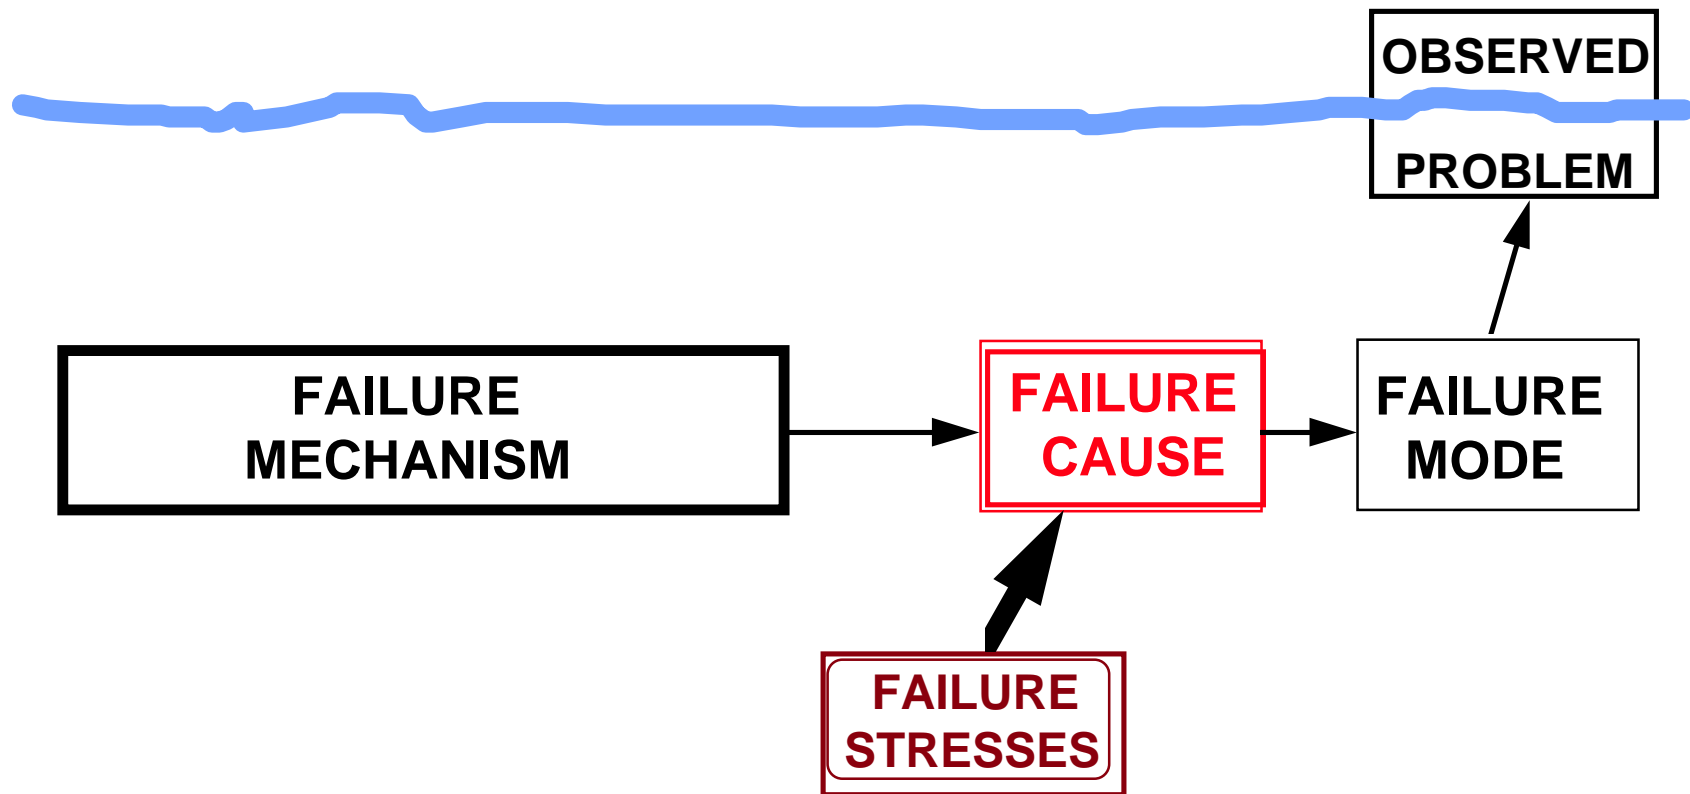 OBSERVED
PROBLEM
FAILURE
MECHANISM
FAILURE
CAUSE
FAILURE
MODE
FAILURE
STRESSES